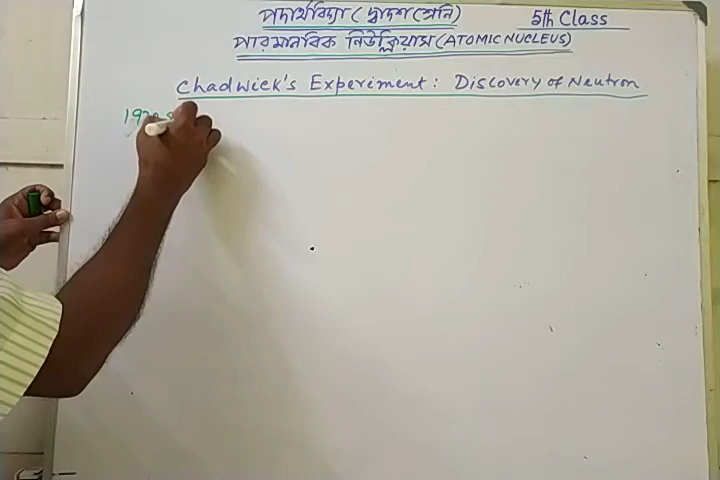 পদার্থবিদ্যা (দ্বাদশ শ্রেনি) 5th Class
পারমানবিক নিউক্লিয়াস (ATOMIC NUCLEUS)
Chadwick's Experiment: Discovery of Neutron